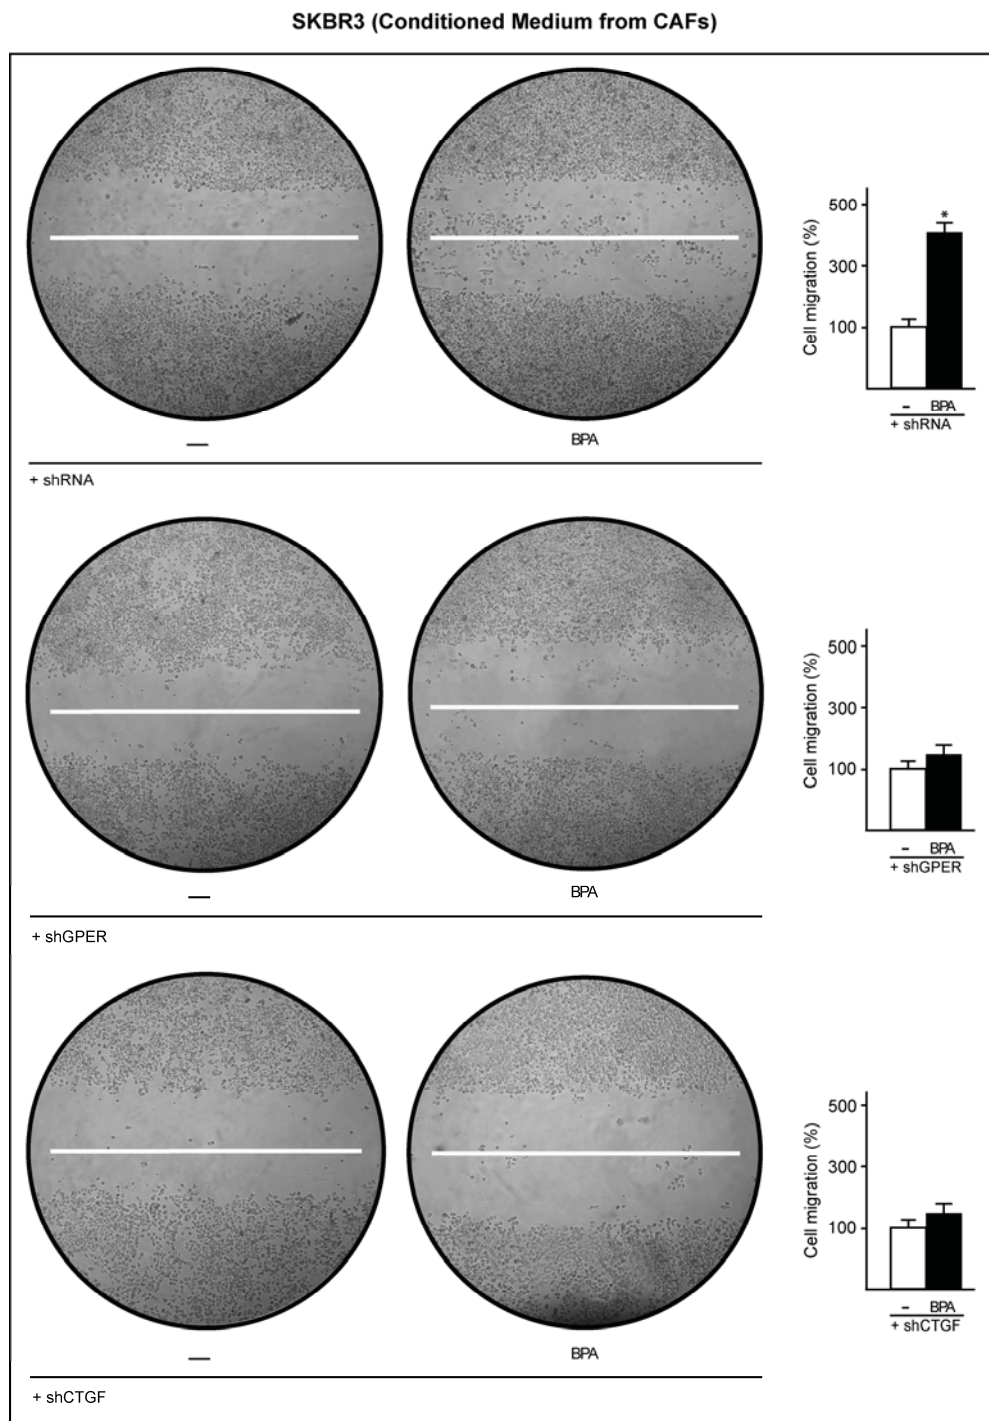 SKBR3 (Conditioned Medium from CAFs)
— BPA
+ shRNA
Cell migration (%)
500
300
100
*
– BPA
+ shRNA
— BPA
+ shGPER
Cell migration (%)
500
300
100
– BPA
+ shGPER
— BPA
+ shCTGF
Cell migration (%)
500
300
100
– BPA
+ shCTGF